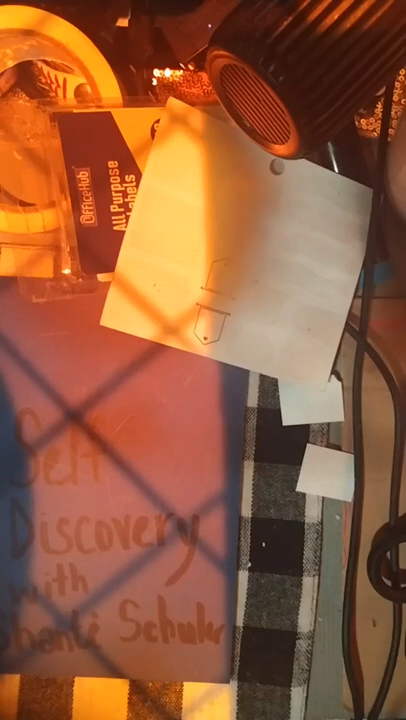 OfficeHub
All Purpose
Labels
Self
Discovery
with
Shanti Schuler